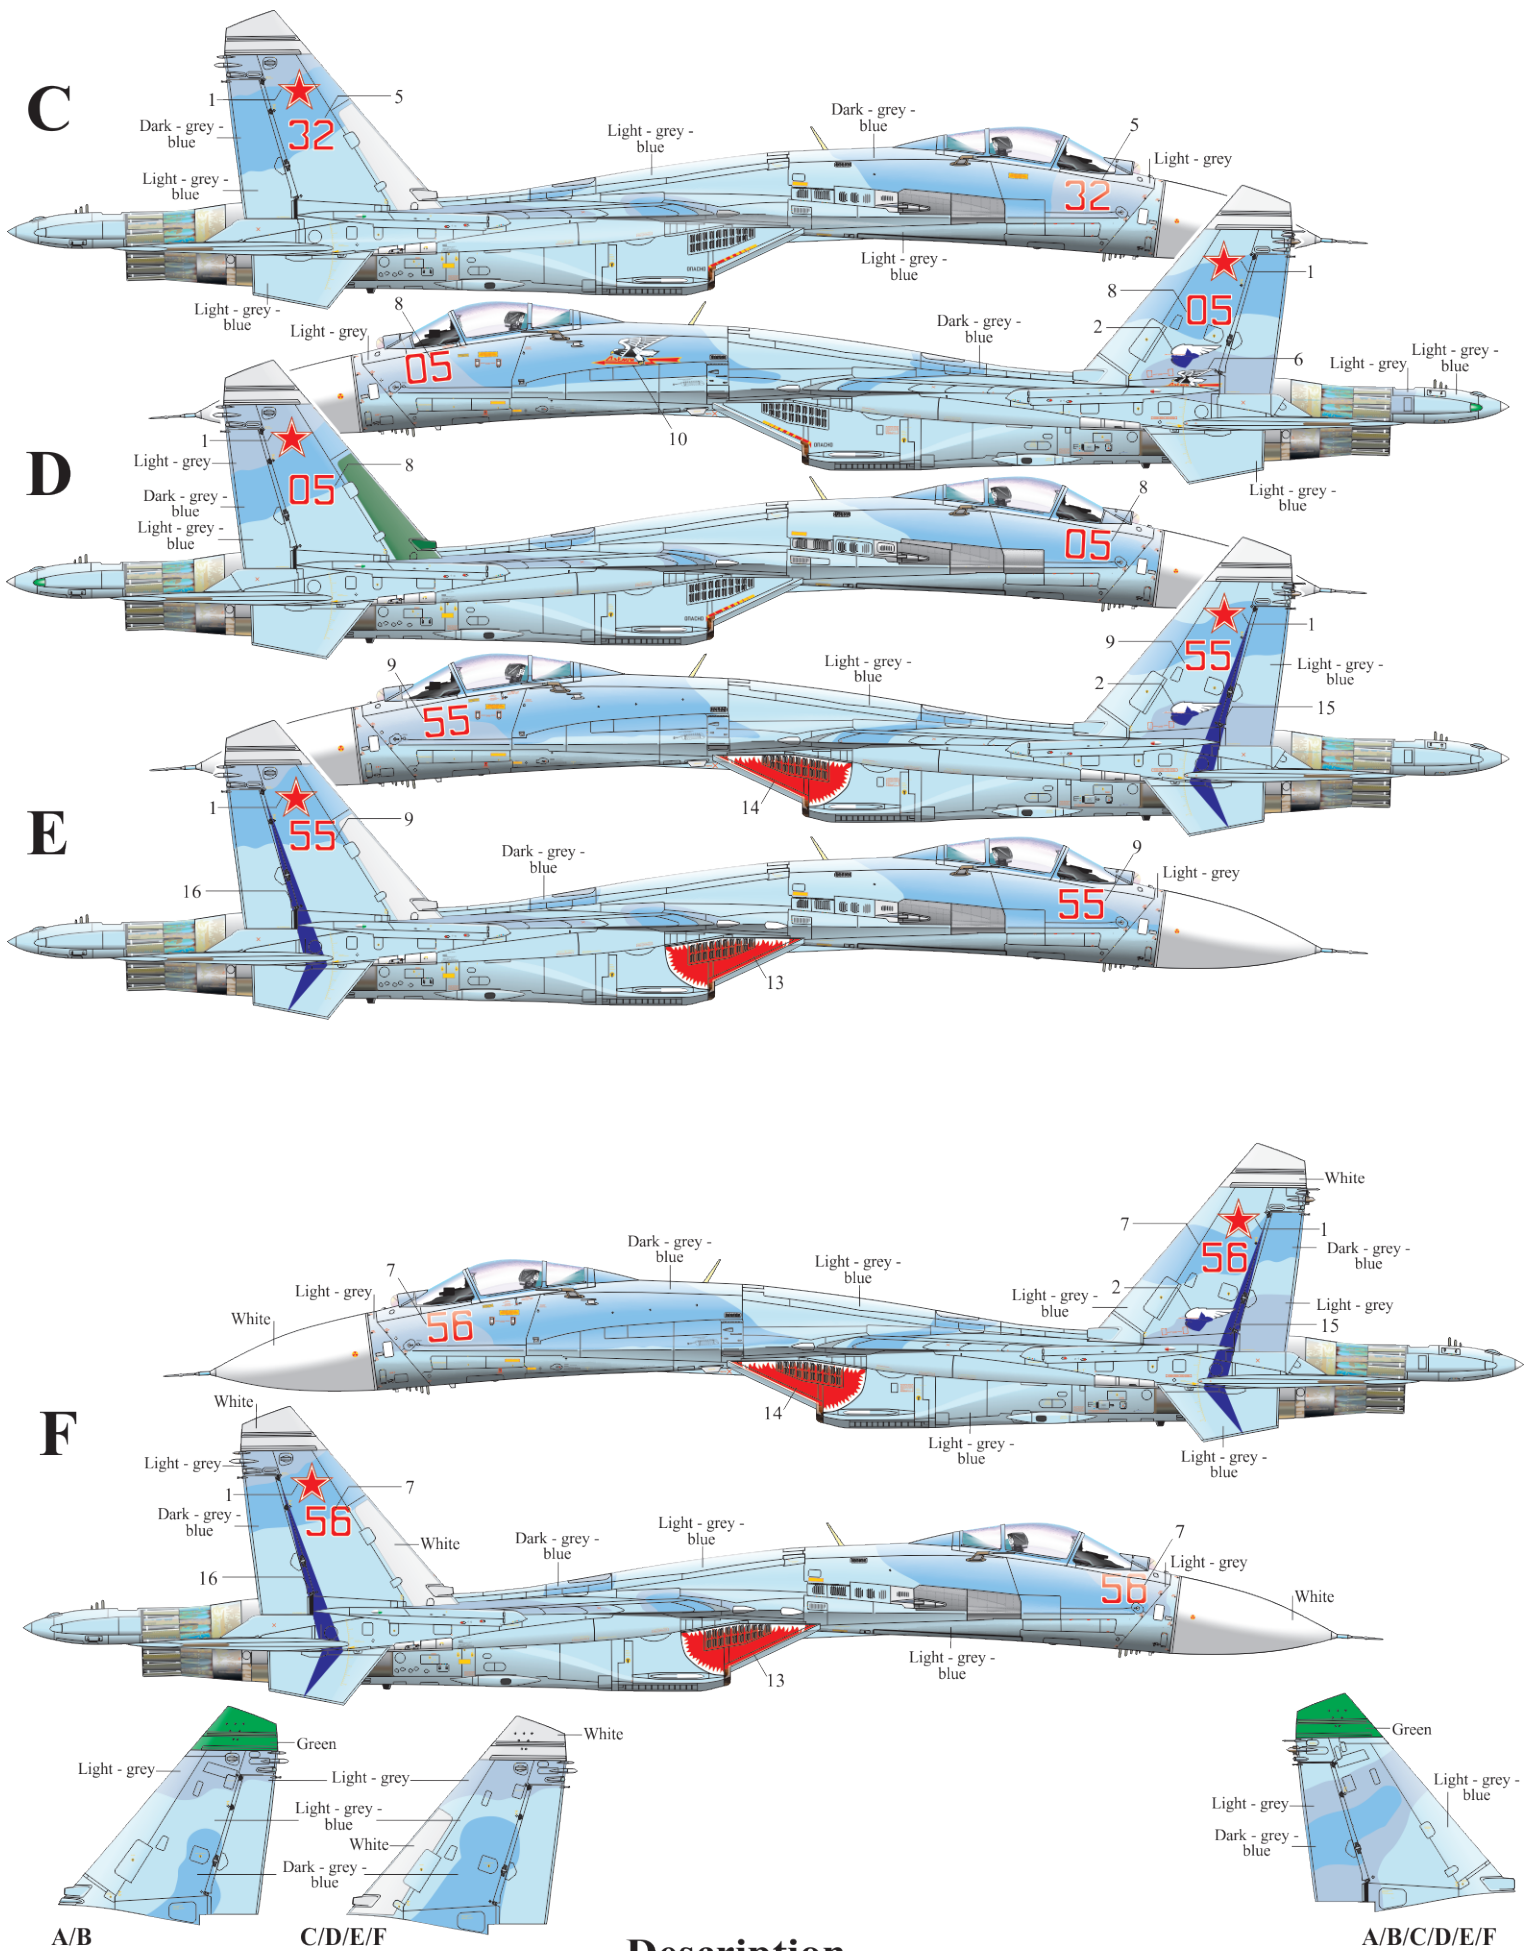 C
1
5
Dark - grey -
blue
32
Light - grey -
blue
Light - grey -
blue
Dark - grey -
blue
5
Light - grey
32
Light - grey -
blue
ОПАСНО
Light - grey -
blue
1
8
05
2
6
Light - grey
8
05
10
Dark - grey -
blue
Light - grey
Light - grey -
blue
ОПАСНО
Light - grey -
blue
D
1
Light - grey
8
05
Dark - grey -
blue
Light - grey -
blue
8
05
ОПАСНО
1
9
55
Light - grey -
blue
2
15
9
55
Light - grey -
blue
14
E
1
9
55
16
Dark - grey -
blue
9
Light - grey
55
13
White
7
1
56
Dark - grey -
blue
Dark - grey -
blue
Light - grey -
blue
7
Light - grey
2
Light - grey -
blue
Light - grey
White
56
15
14
Light - grey -
blue
Light - grey -
blue
F
White
Light - grey
1
7
Dark - grey -
blue
56
White
16
Dark - grey -
blue
Light - grey -
blue
7
Light - grey
56
White
Light - grey -
blue
13
Green
White
Green
Light - grey
Light - grey
Light - grey -
blue
White
Dark - grey -
blue
Light - grey -
blue
Light - grey
Dark - grey -
blue
A/B
C/D/E/F
A/B/C/D/E/F
Description